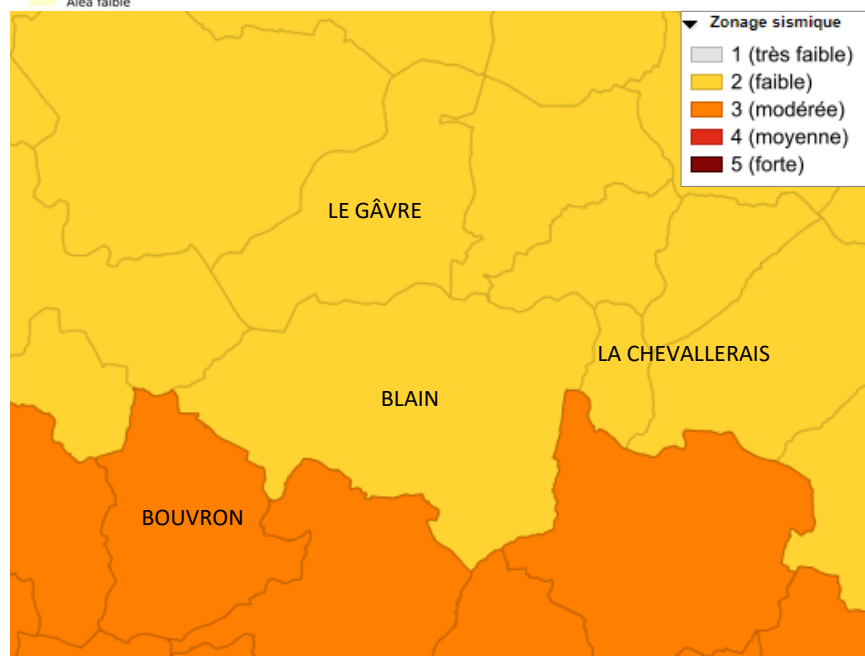 Aléa faible
Zonage sismique
1 (très faible)
2 (faible)
3 (modérée)
4 (moyenne)
5 (forte)
LE GÂVRE
LA CHEVALLERAIS
BLAIN
BOUVRON